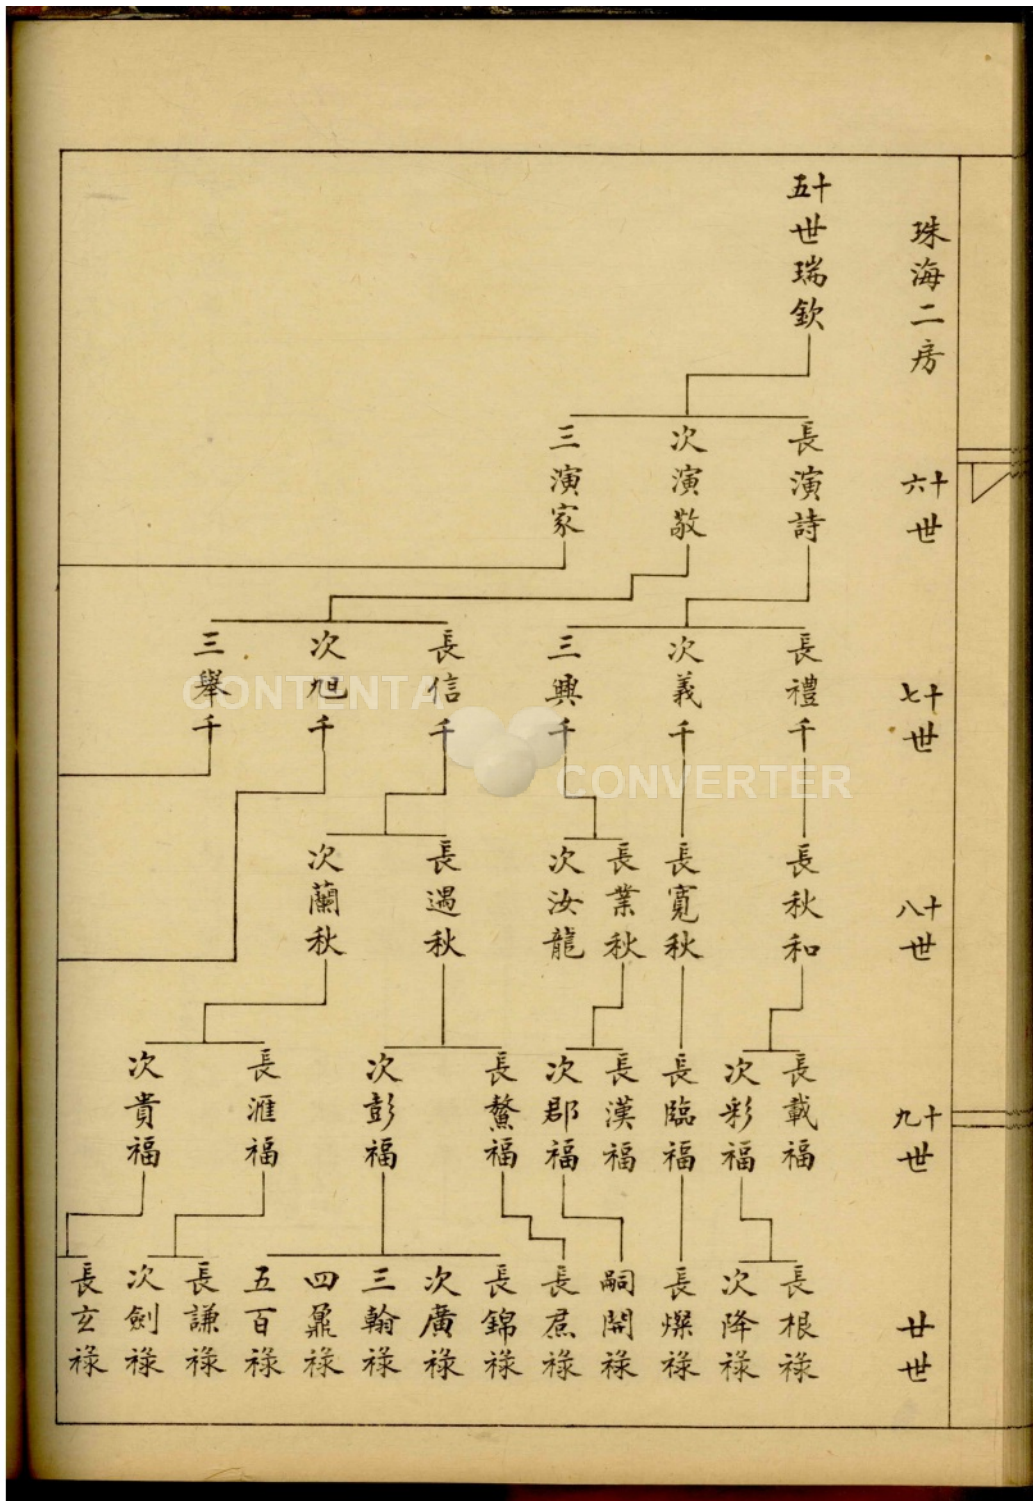 珠海二房
十五世瑞欽
十六世
長演詩
次演敬
三演家
十七世
長禮千
次義千
三興千
長信千
次旭千
三舉千
十八世
長秋和
長寬秋
長業秋
次汝龍
長遇秋
次蘭秋
十九世
長載福
次彩福
長臨福
長漢福
次郡福
長鰲福
次彭福
長滙福
次貴福
廿世
長根祿
次降祿
長燦祿
嗣開祿
長祿
長錦祿
次廣祿
三翰祿
四鼐祿
五百祿
長謙祿
次劍祿
長玄祿
CONTENTA
CONVERTER